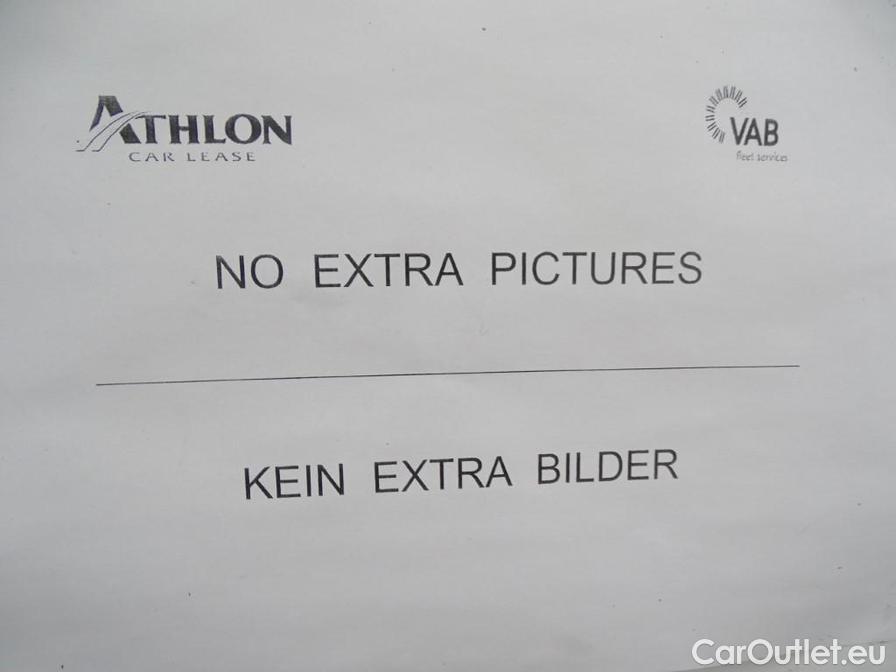 ATHLON
CAR LEASE
VAB
fleet services
NO EXTRA PICTURES
KEIN EXTRA BILDER
CarOutlet.eu